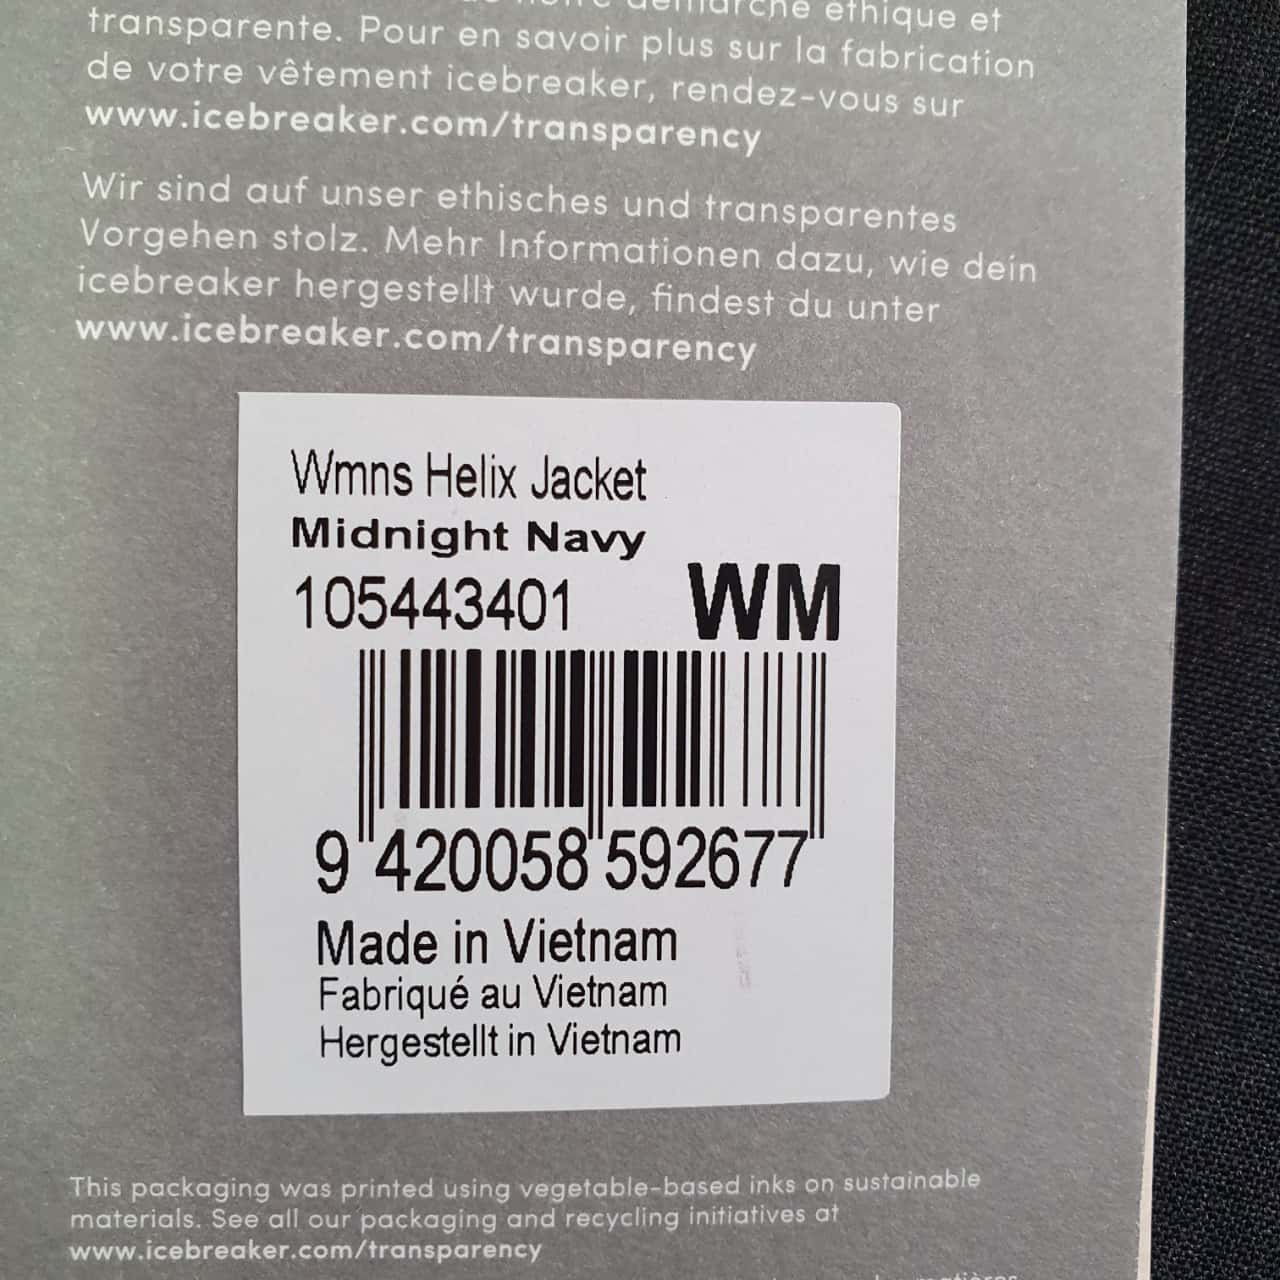 démarche éthique et
transparente. Pour en savoir plus sur la fabrication
de votre vêtement icebreaker, rendez-vous sur
www.icebreaker.com/transparency
Wir sind auf unser ethisches und transparentes
Vorgehen stolz. Mehr Informationen dazu, wie dein
icebreaker hergestellt wurde, findest du unter
www.icebreaker.com/transparency
Wmns Helix Jacket
Midnight Navy
105443401 WM
9 420058 592677
Made in Vietnam
Fabriqué au Vietnam
Hergestellt in Vietnam
This packaging was printed using vegetable-based inks on sustainable
materials. See all our packaging and recycling initiatives at
www.icebreaker.com/transparency